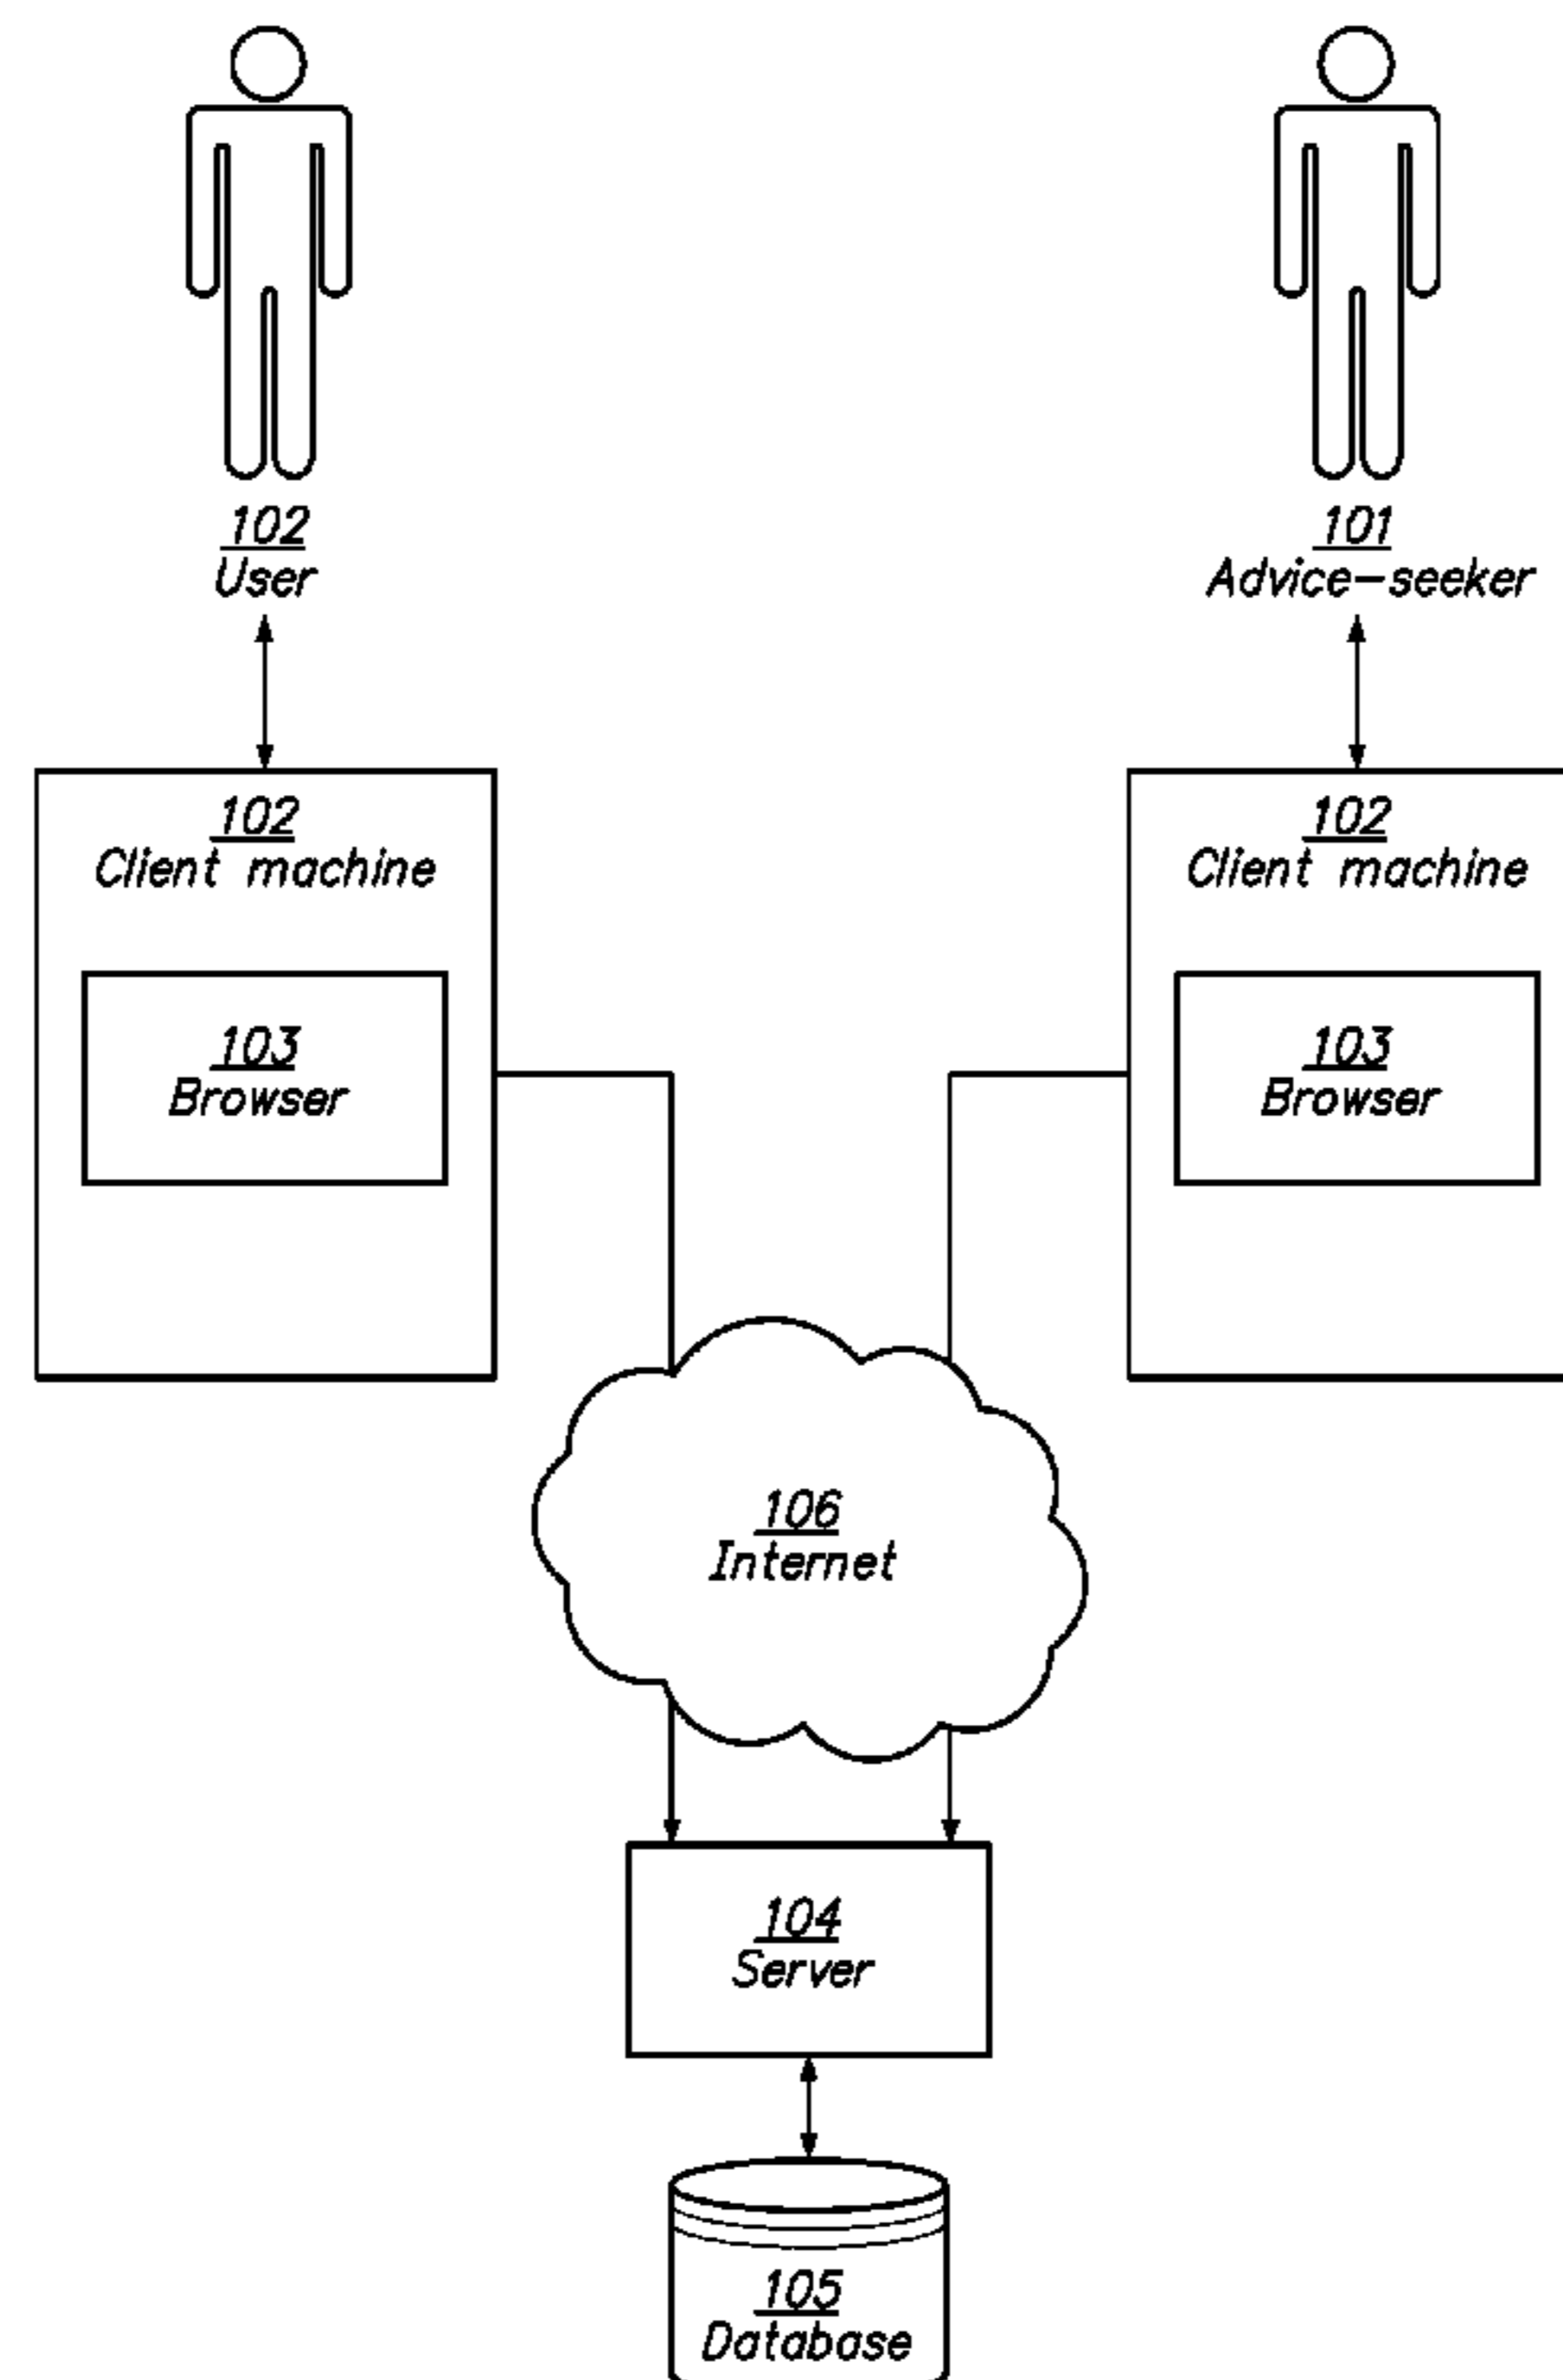 102
User
101
Advice-seeker
102
Client machine
102
Client machine
103
Browser
103
Browser
106
Internet
104
Server
105
Database